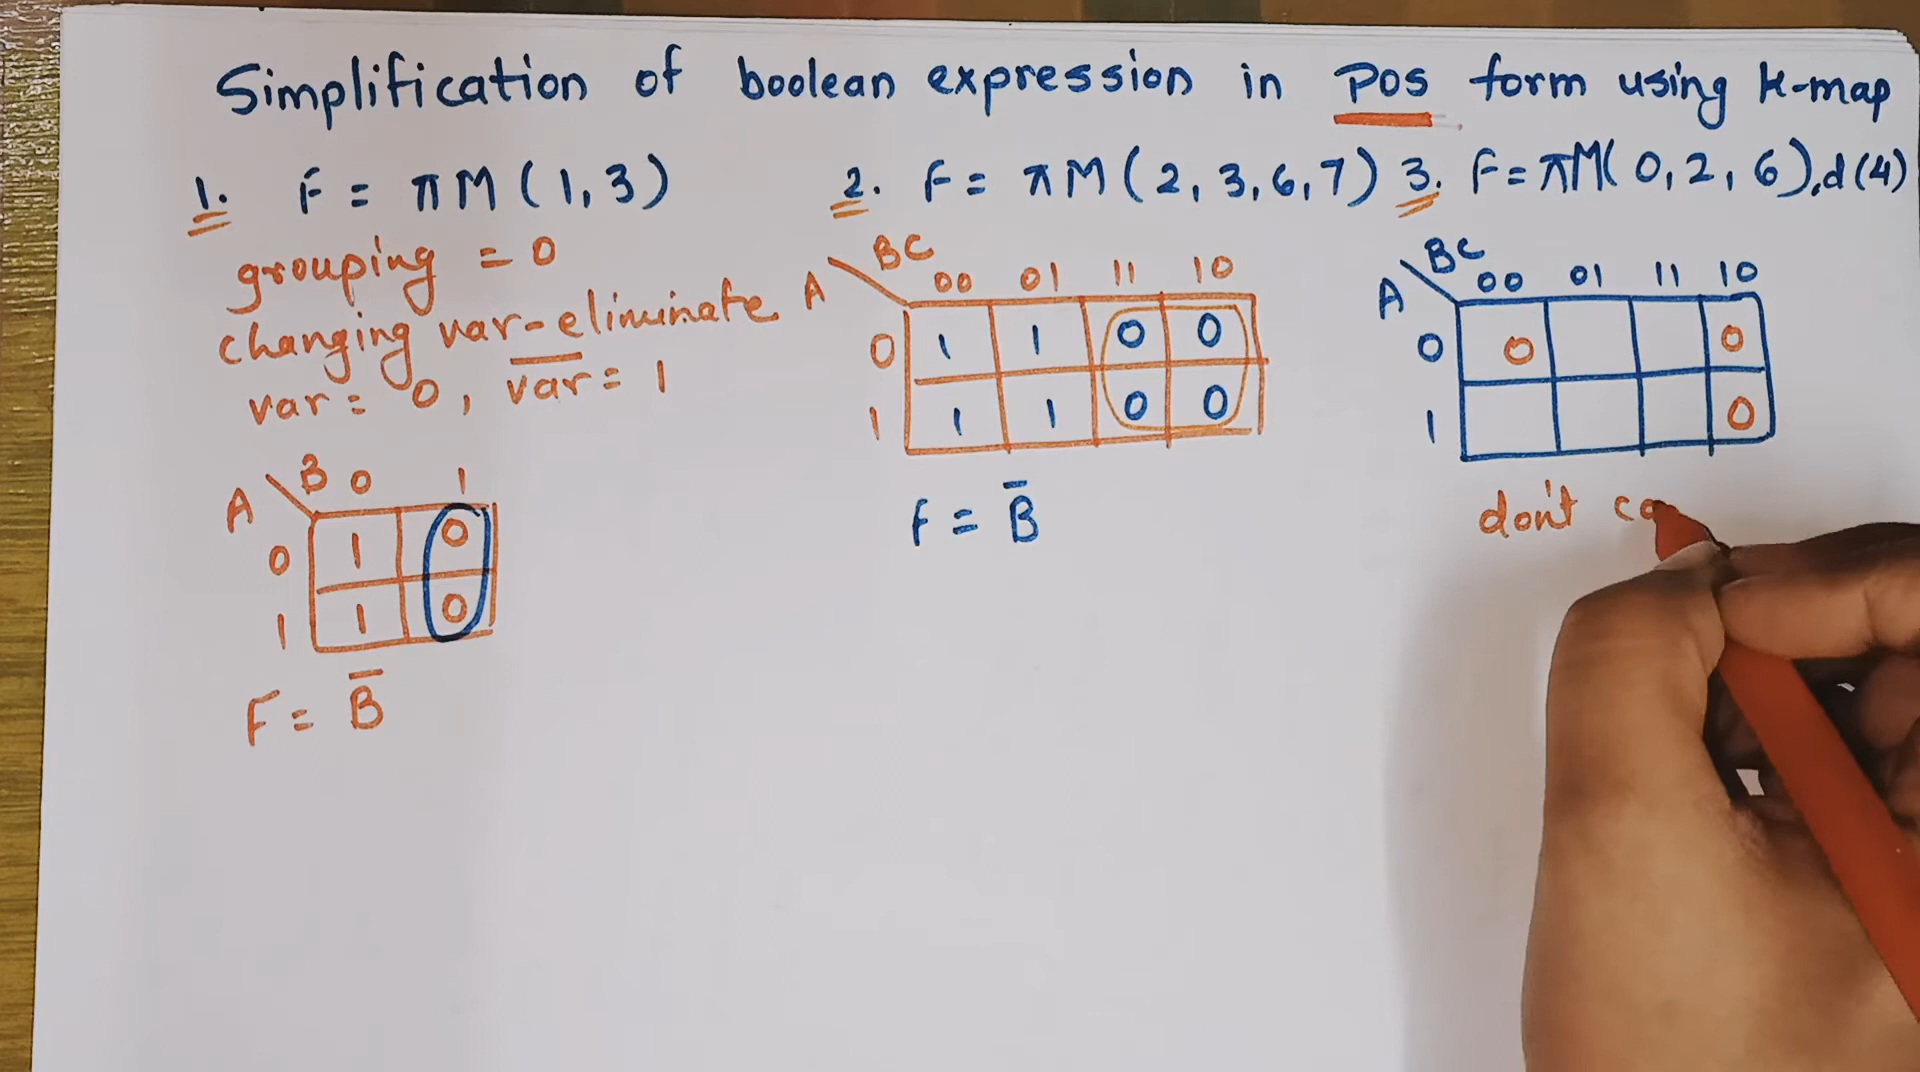 Simplification of boolean expression in POS form using K-map
1. F = πM (1,3)
grouping = 0
changing var-eliminate
var = 0, v̅a̅r̅ = 1
A B 0 1
0 1 0
1 1 0
F = B̅
2. F = πM (2,3,6,7)
A BC 00 01 11 10
0 1 1 0 0
1 1 1 0 0
F = B̅
3. F = πM( 0,2,6),d(4)
A BC 00 01 11 10
0 0 0
1 0
don't ca